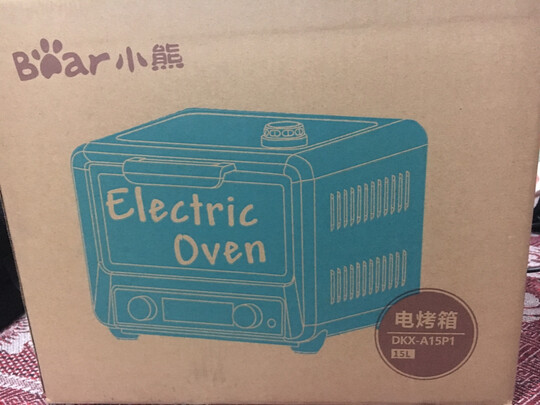 Bear小熊
Electric
Oven
电烤箱
DKX-A15P1
15L